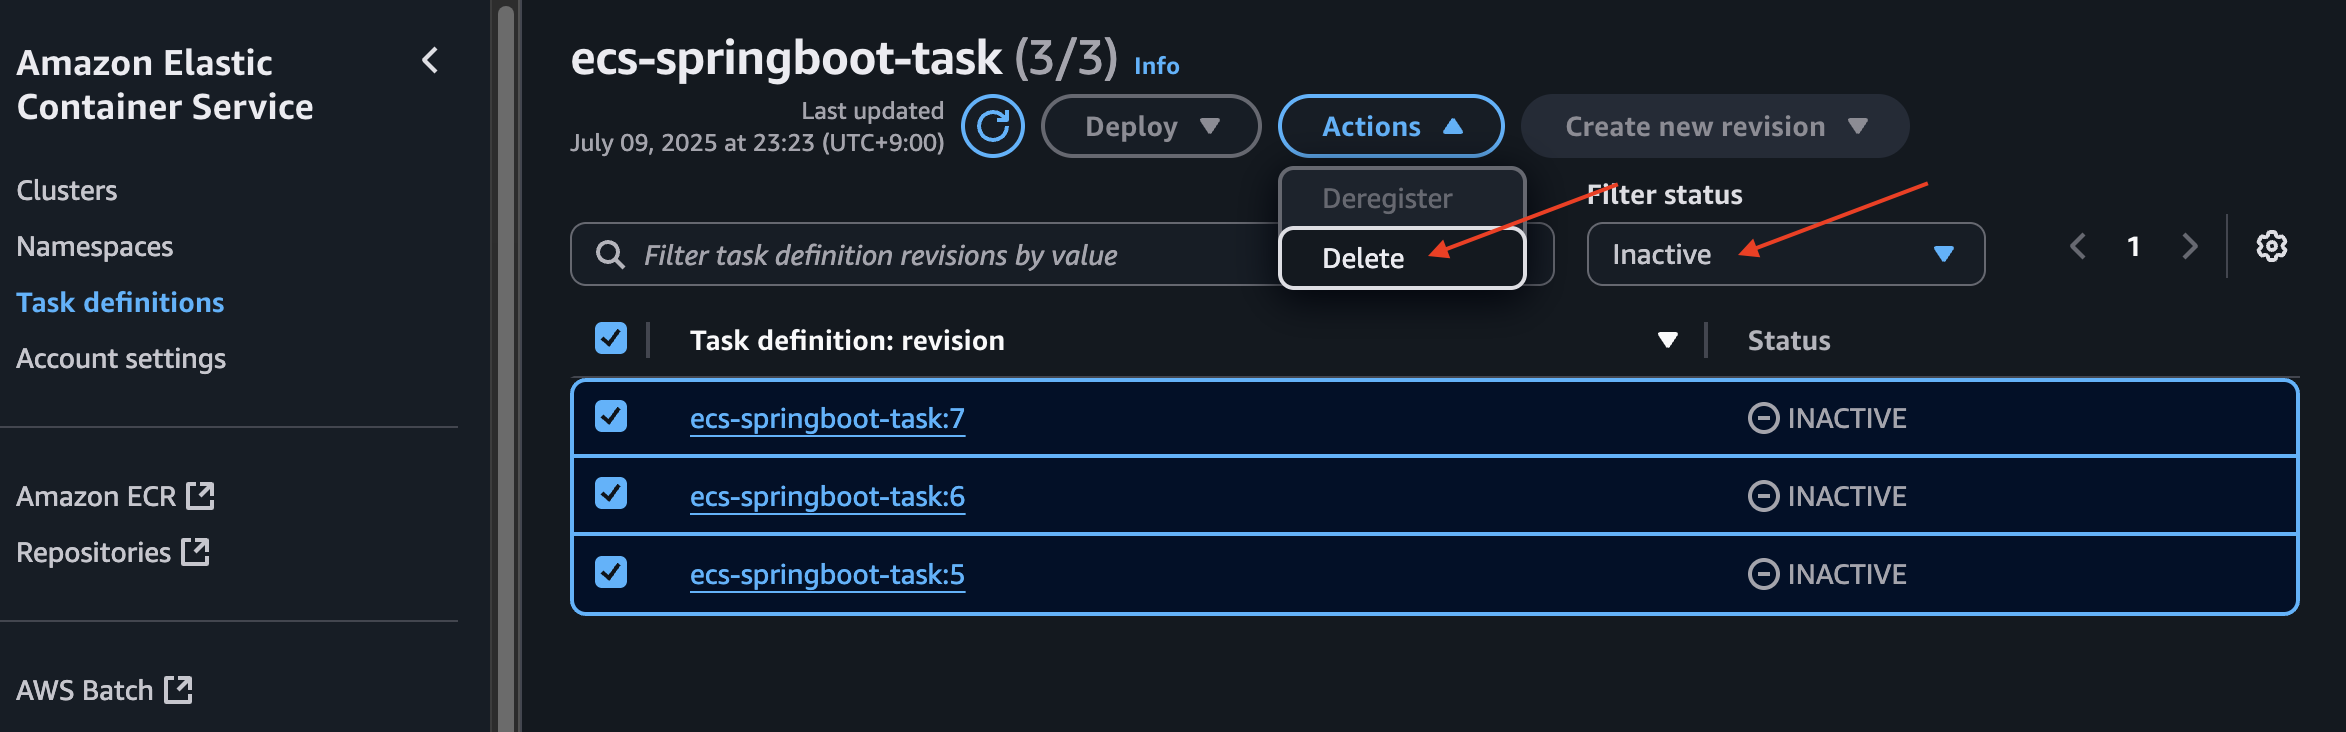 Amazon Elastic
Container Service
Clusters
Namespaces
Task definitions
Account settings
Amazon ECR
Repositories
AWS Batch
ecs-springboot-task (3/3) Info
Last updated
July 09, 2025 at 23:23 (UTC+9:00)
Deploy
Actions
Create new revision
Deregister
Delete
Filter task definition revisions by value
Filter status
Inactive
1
Task definition: revision
Status
ecs-springboot-task:7
INACTIVE
ecs-springboot-task:6
INACTIVE
ecs-springboot-task:5
INACTIVE